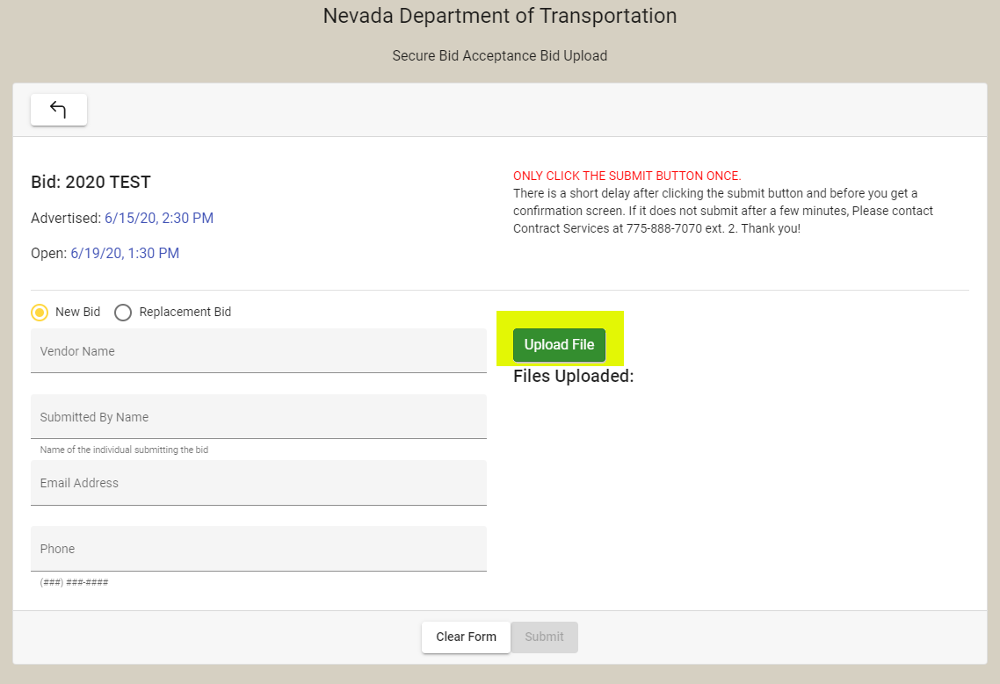 Nevada Department of Transportation
Secure Bid Acceptance Bid Upload
Bid: 2020 TEST
Advertised: 6/15/20, 2:30 PM
Open: 6/19/20, 1:30 PM
ONLY CLICK THE SUBMIT BUTTON ONCE.
There is a short delay after clicking the submit button and before you get a
confirmation screen. If it does not submit after a few minutes, Please contact
Contract Services at 775-888-7070 ext. 2. Thank you!
New Bid Replacement Bid
Vendor Name
Submitted By Name
Name of the individual submitting the bid
Email Address
Phone
(###) ###-####
Upload File
Files Uploaded:
Clear Form Submit